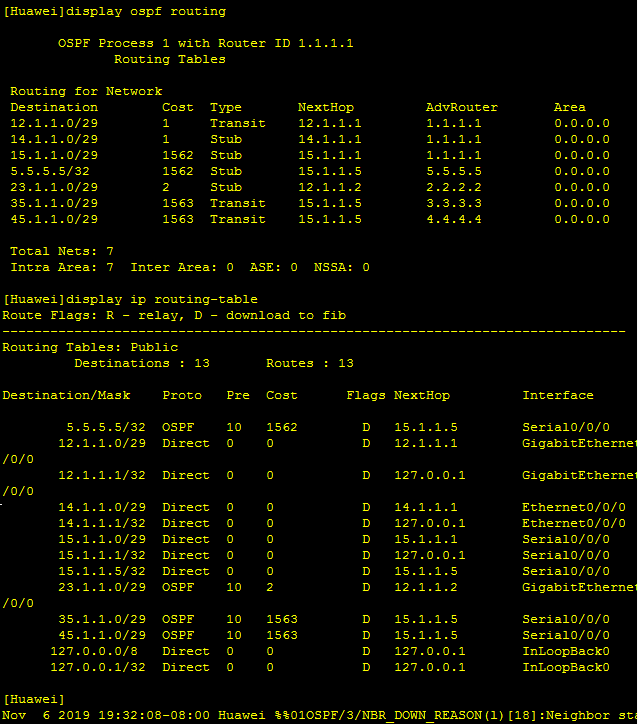 [Huawei]display ospf routing
OSPF Process 1 with Router ID 1.1.1.1
Routing Tables
Routing for Network
Destination Cost Type NextHop AdvRouter Area
12.1.1.0/29 1 Transit 12.1.1.1 1.1.1.1 0.0.0.0
14.1.1.0/29 1 Stub 14.1.1.1 1.1.1.1 0.0.0.0
15.1.1.0/29 1562 Stub 15.1.1.1 1.1.1.1 0.0.0.0
5.5.5.5/32 1562 Stub 15.1.1.5 5.5.5.5 0.0.0.0
23.1.1.0/29 2 Stub 12.1.1.2 2.2.2.2 0.0.0.0
35.1.1.0/29 1563 Transit 15.1.1.5 3.3.3.3 0.0.0.0
45.1.1.0/29 1563 Transit 15.1.1.5 4.4.4.4 0.0.0.0
Total Nets: 7
Intra Area: 7 Inter Area: 0 ASE: 0 NSSA: 0
[Huawei]display ip routing-table
Route Flags: R - relay, D - download to fib
------------------------------------------------------------------------------
Routing Tables: Public
Destinations : 13 Routes : 13
Destination/Mask Proto Pre Cost Flags NextHop Interface
5.5.5.5/32 OSPF 10 1562 D 15.1.1.5 Serial0/0/0
12.1.1.0/29 Direct 0 0 D 12.1.1.1 GigabitEthernet
/0/0
12.1.1.1/32 Direct 0 0 D 127.0.0.1 GigabitEthernet
/0/0
14.1.1.0/29 Direct 0 0 D 14.1.1.1 Ethernet0/0/0
14.1.1.1/32 Direct 0 0 D 127.0.0.1 Ethernet0/0/0
15.1.1.0/29 Direct 0 0 D 15.1.1.1 Serial0/0/0
15.1.1.1/32 Direct 0 0 D 127.0.0.1 Serial0/0/0
15.1.1.5/32 Direct 0 0 D 15.1.1.5 Serial0/0/0
23.1.1.0/29 OSPF 10 2 D 12.1.1.2 GigabitEthernet
/0/0
35.1.1.0/29 OSPF 10 1563 D 15.1.1.5 Serial0/0/0
45.1.1.0/29 OSPF 10 1563 D 15.1.1.5 Serial0/0/0
127.0.0.0/8 Direct 0 0 D 127.0.0.1 InLoopBack0
127.0.0.1/32 Direct 0 0 D 127.0.0.1 InLoopBack0
[Huawei]
Nov 6 2019 19:32:08-08:00 Huawei %%01OSPF/3/NBR_DOWN_REASON(l)[18]:Neighbor sta